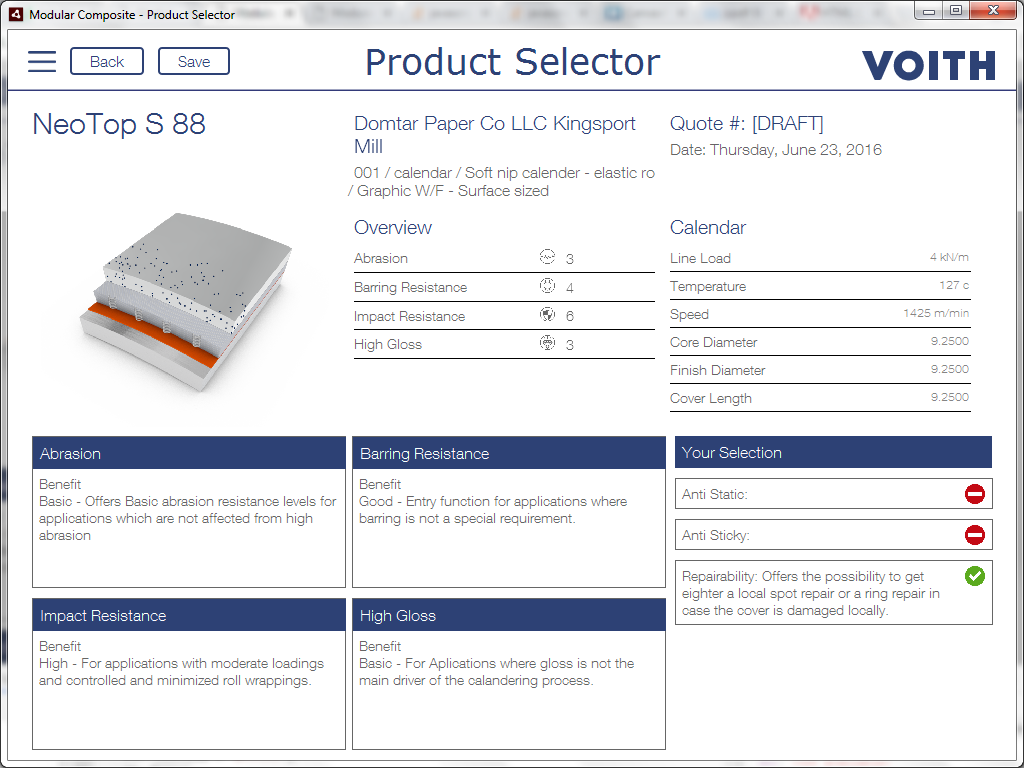 Modular Composite - Product Selector
Back
Save
Product Selector
VOITH
NeoTop S 88
Domtar Paper Co LLC Kingsport
Mill
001 / calendar / Soft nip calender - elastic ro
/ Graphic W/F - Surface sized
Quote #: [DRAFT]
Date: Thursday, June 23, 2016
Overview
Abrasion 3
Barring Resistance 4
Impact Resistance 6
High Gloss 3
Calendar
Line Load 4 kN/m
Temperature 127 c
Speed 1425 m/min
Core Diameter 9.2500
Finish Diameter 9.2500
Cover Length 9.2500
Abrasion
Benefit
Basic - Offers Basic abrasion resistance levels for
applications which are not affected from high
abrasion
Barring Resistance
Benefit
Good - Entry function for applications where
barring is not a special requirement.
Your Selection
Anti Static:
Anti Sticky:
Repairability: Offers the possibility to get
eighter a local spot repair or a ring repair in
case the cover is damaged locally.
Impact Resistance
Benefit
High - For applications with moderate loadings
and controlled and minimized roll wrappings.
High Gloss
Benefit
Basic - For Aplications where gloss is not the
main driver of the calandering process.